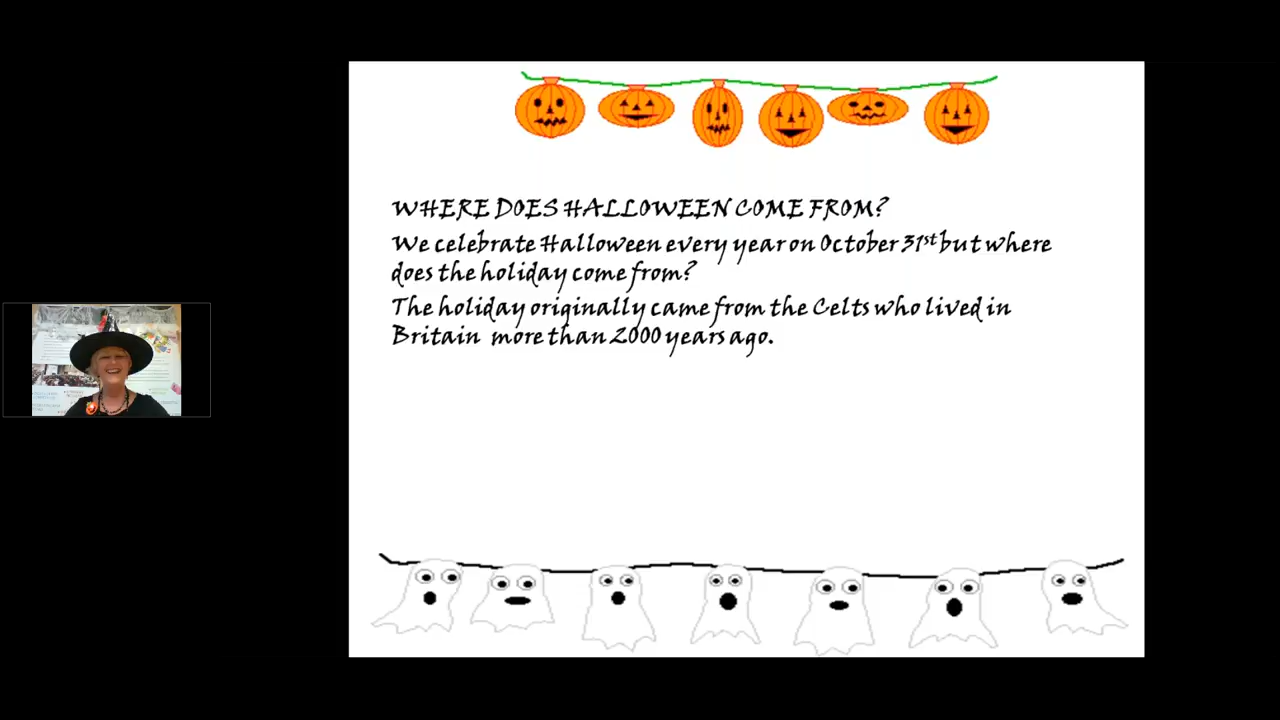 WHERE DOES HALLOWEEN COME FROM?
We celebrate Halloween every year on October 31st but where
does the holiday come from?
The holiday originally came from the Celts who lived in
Britain more than 2000 years ago.